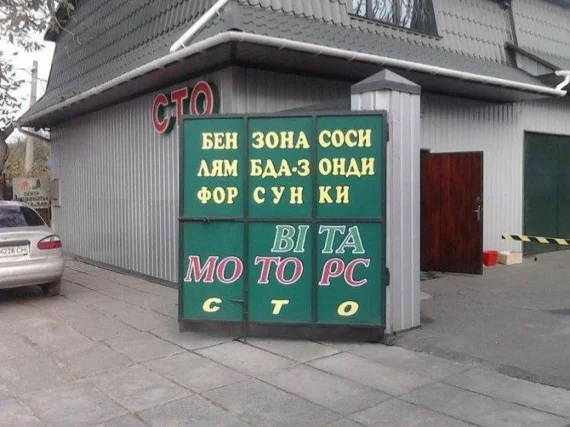 СТО
БЕН ЗОНА СОСИ
ЛЯМ БДА-З ОНДИ
ФОР СУН КИ
ВІ ТА
МО ТО РС
С Т О